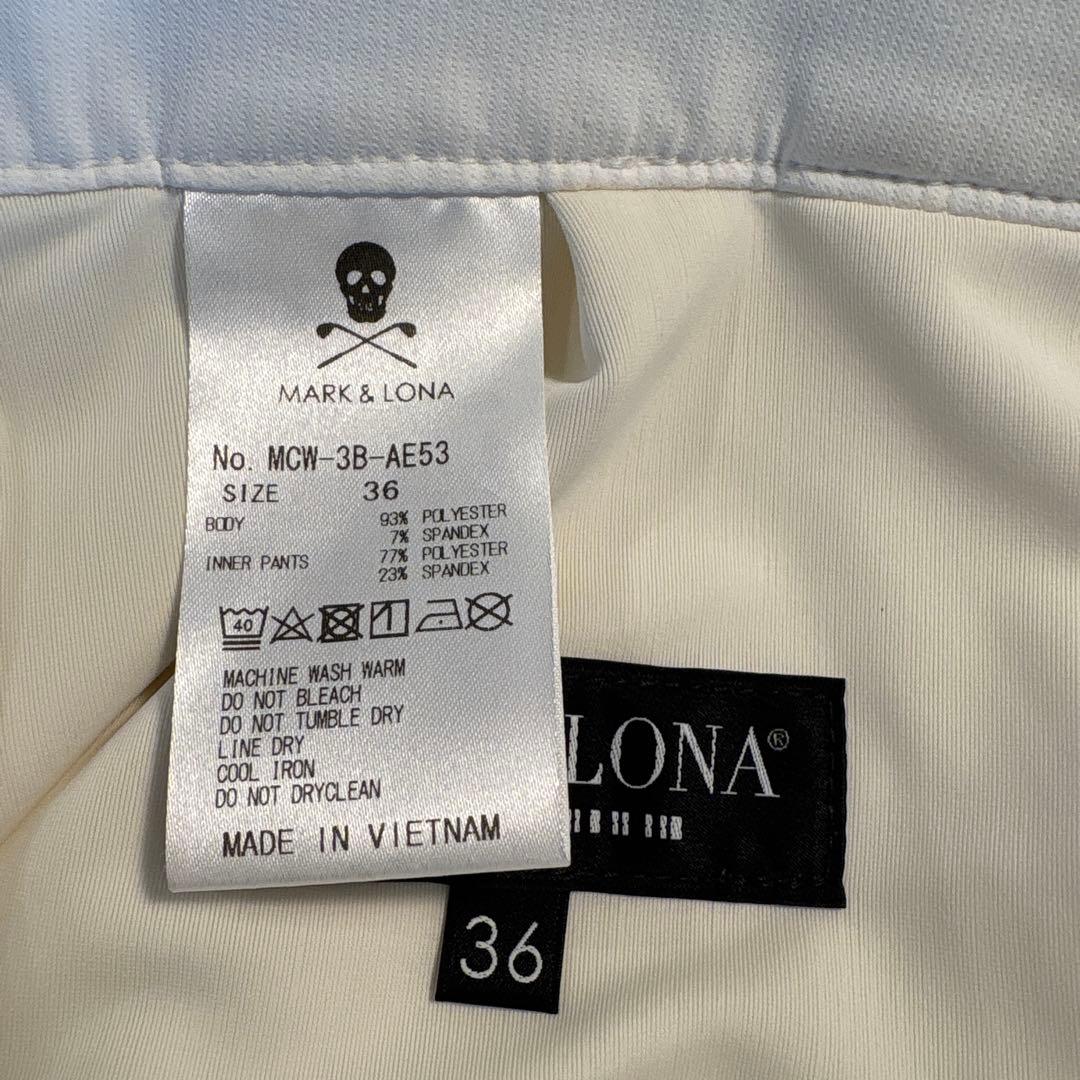 MARK & LONA
No. MCW-3B-AE53
SIZE 36
BODY 93% POLYESTER
7% SPANDEX
INNER PANTS 77% POLYESTER
23% SPANDEX
40
MACHINE WASH WARM
DO NOT BLEACH
DO NOT TUMBLE DRY
LINE DRY
COOL IRON
DO NOT DRYCLEAN
MADE IN VIETNAM
LONA®
36